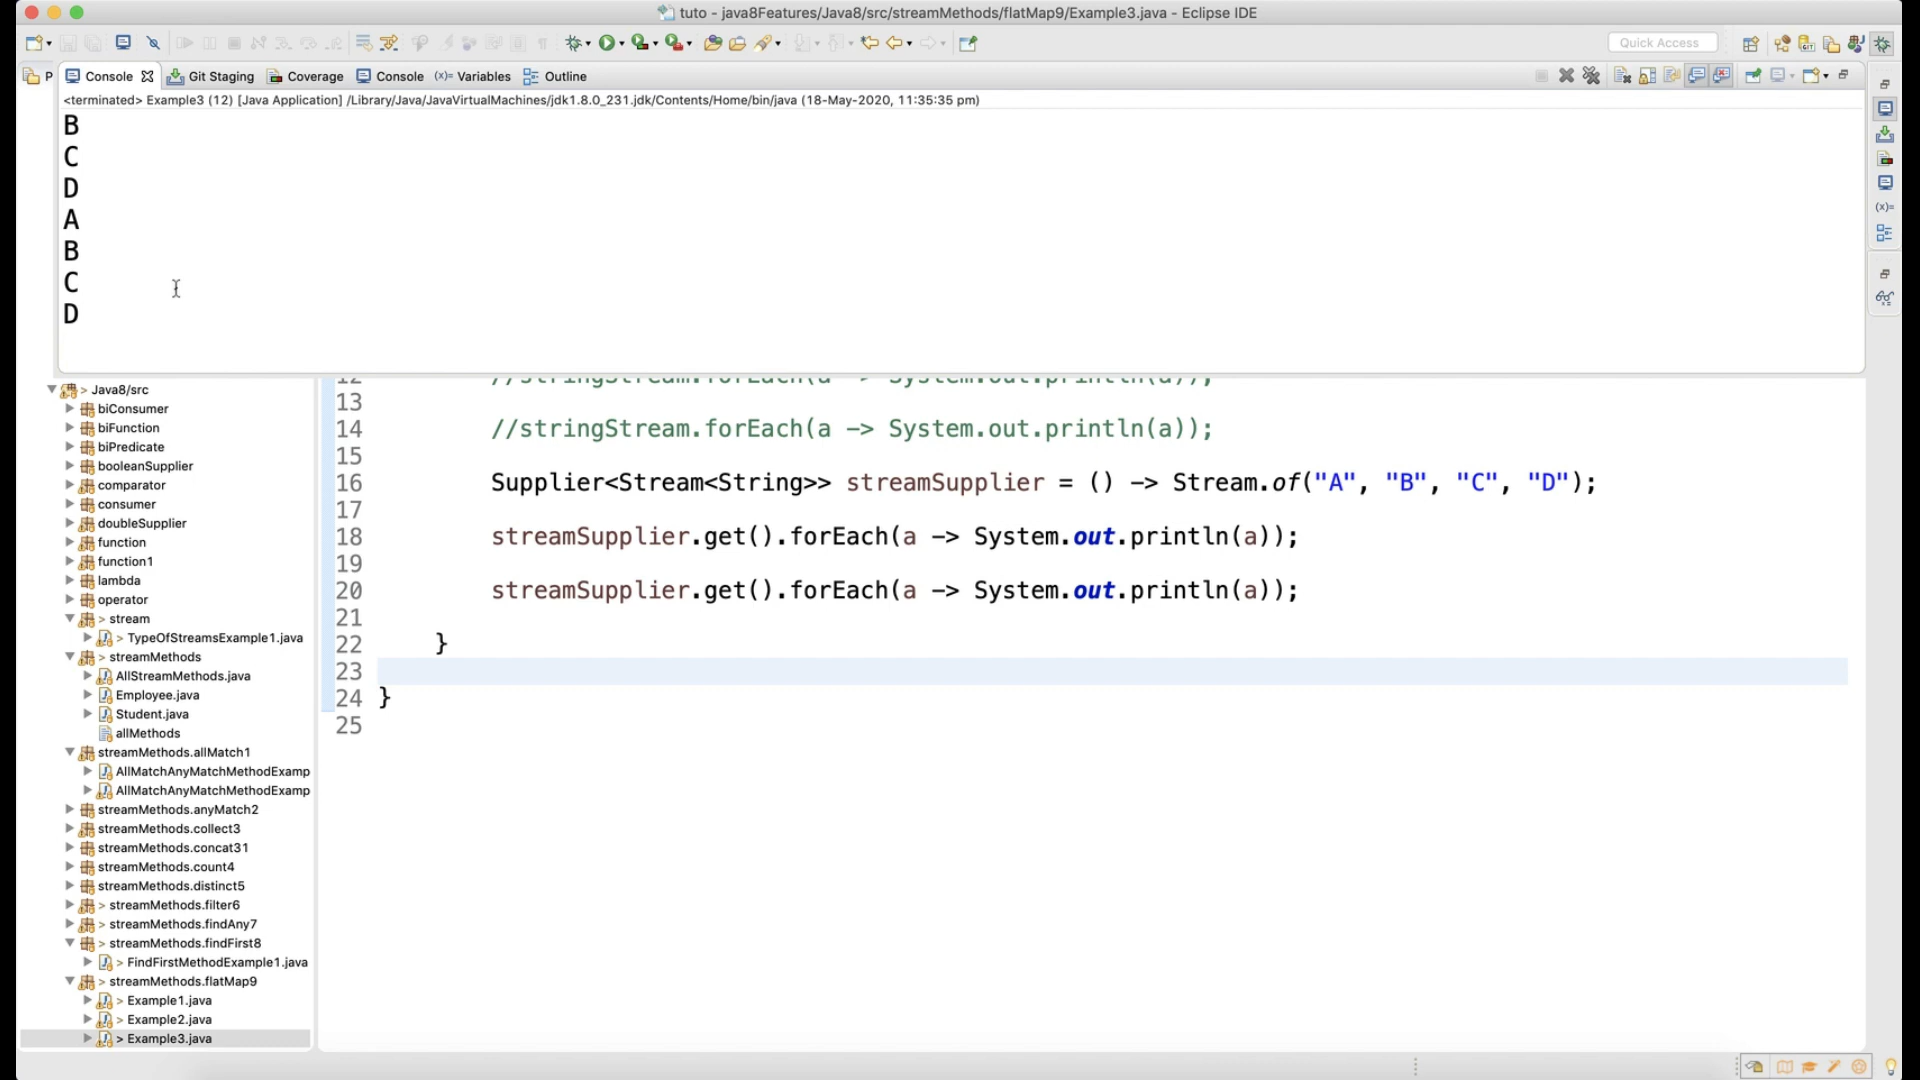 tuto - java8Features/Java8/src/streamMethods/flatMap9/Example3.java - Eclipse IDE
Quick Access
P
Console
Git Staging
Coverage
Console
(x)= Variables
Outline
<terminated> Example3 (12) [Java Application] /Library/Java/JavaVirtualMachines/jdk1.8.0_231.jdk/Contents/Home/bin/java (18-May-2020, 11:35:35 pm)
B
C
D
A
B
C
D
(x)=
> Java8/src
biConsumer
biFunction
biPredicate
booleanSupplier
comparator
consumer
doubleSupplier
function
function1
lambda
operator
> stream
> TypeOfStreamsExample1.java
> streamMethods
AllStreamMethods.java
Employee.java
Student.java
allMethods
streamMethods.allMatch1
AllMatchAnyMatchMethodExamp
AllMatchAnyMatchMethodExamp
streamMethods.anyMatch2
streamMethods.collect3
streamMethods.concat31
streamMethods.count4
streamMethods.distinct5
> streamMethods.filter6
> streamMethods.findAny7
> streamMethods.findFirst8
> FindFirstMethodExample1.java
> streamMethods.flatMap9
> Example1.java
> Example2.java
> Example3.java
12 //stringStream.forEach(a -> System.out.println(a));
13
14 //stringStream.forEach(a -> System.out.println(a));
15
16 Supplier<Stream<String>> streamSupplier = () -> Stream.of("A", "B", "C", "D");
17
18 streamSupplier.get().forEach(a -> System.out.println(a));
19
20 streamSupplier.get().forEach(a -> System.out.println(a));
21
22 }
23
24 }
25